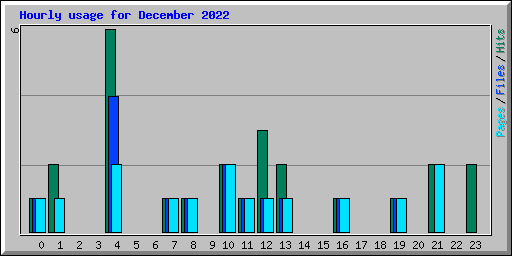 Hourly usage for December 2022
6
Pages/Files/Hits
0 1 2 3 4 5 6 7 8 9 10 11 12 13 14 15 16 17 18 19 20 21 22 23